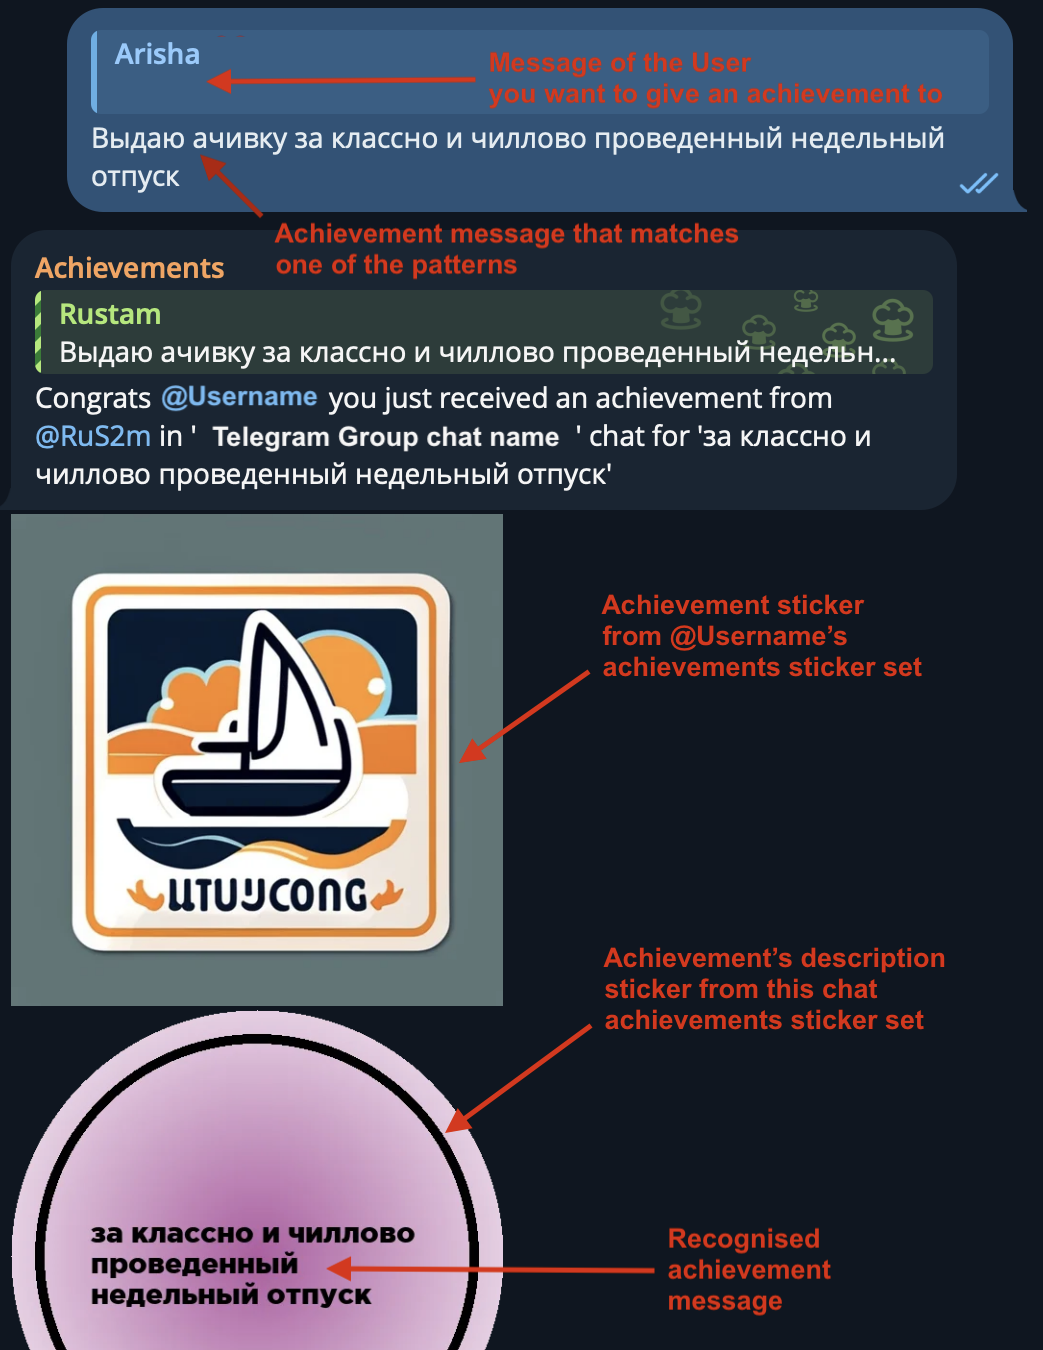 Arisha
Message of the User
you want to give an achievement to
Выдаю ачивку за классно и чиллово проведенный недельный
отпуск
Achievement message that matches
one of the patterns
Achievements
Rustam
Выдаю ачивку за классно и чиллово проведенный недельн...
Congrats @Username you just received an achievement from
@RuS2m in ' Telegram Group chat name ' chat for 'за классно и
чиллово проведенный недельный отпуск'
Achievement sticker
from @Username’s
achievements sticker set
Achievement’s description
sticker from this chat
achievements sticker set
за классно и чиллово
проведенный
недельный отпуск
Recognised
achievement
message